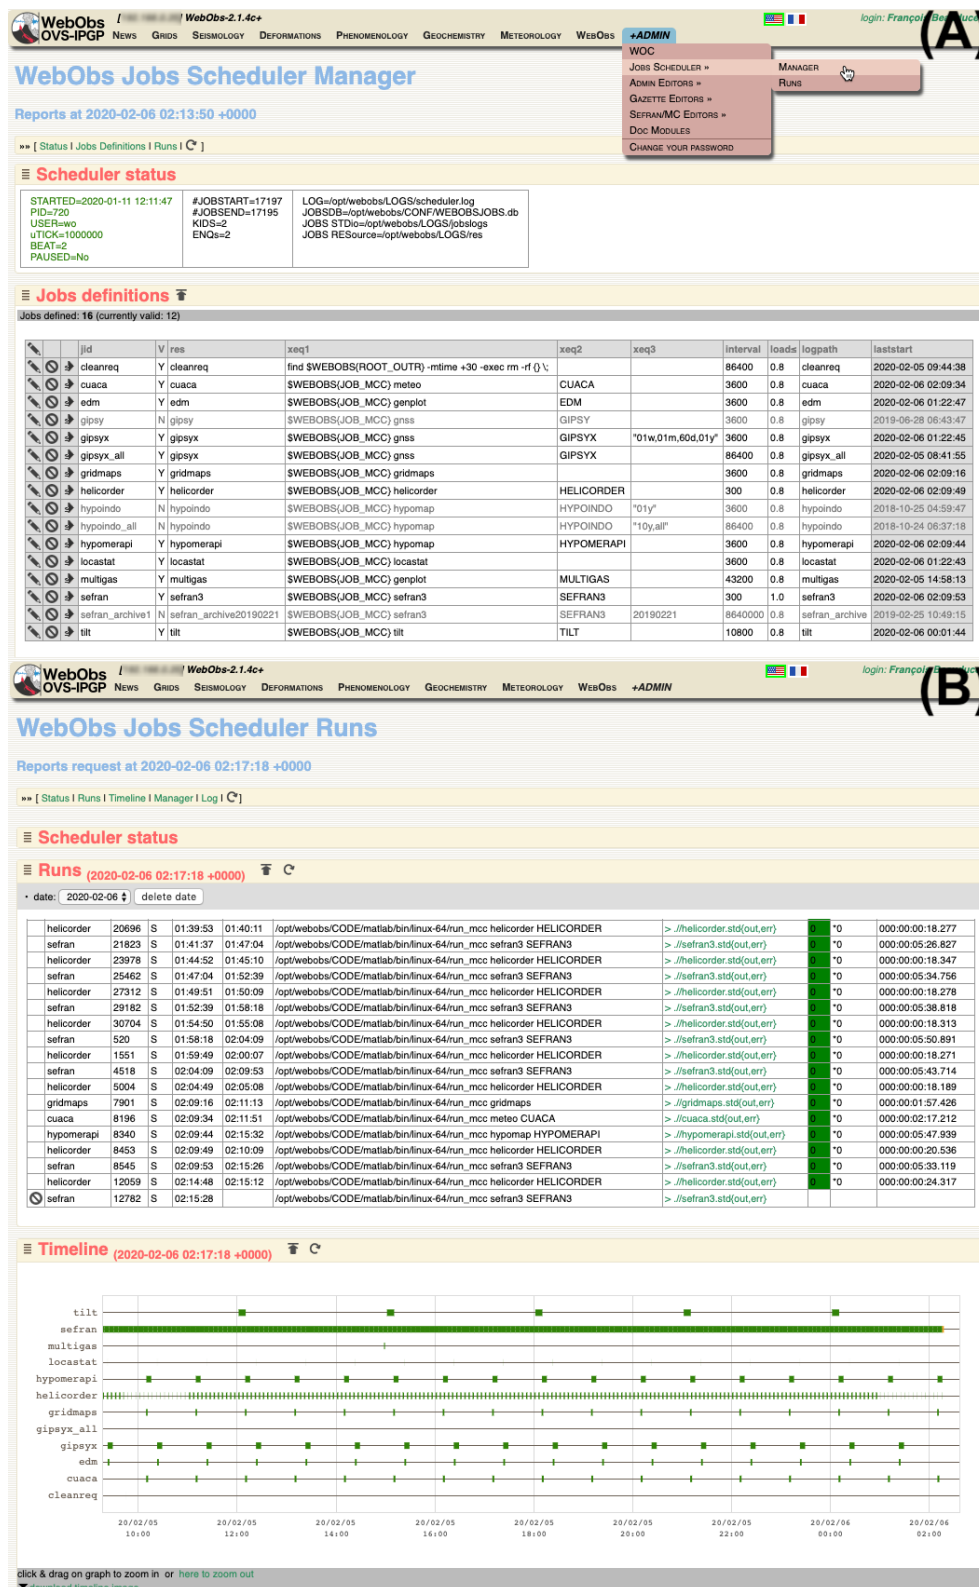 WebObs
OVS-IPGP
[ ] WebObs-2.1.4c+
login: François Beauduce
(A)
NEWS GRIDS SEISMOLOGY DEFORMATIONS PHENOMENOLOGY GEOCHEMISTRY METEOROLOGY WEBOBS +ADMIN
WOC
JOBS SCHEDULER »
MANAGER
RUNS
ADMIN EDITORS »
GAZETTE EDITORS »
SEFRAN/MC EDITORS »
DOC MODULES
CHANGE YOUR PASSWORD
WebObs Jobs Scheduler Manager
Reports at 2020-02-06 02:13:50 +0000
»» [ Status | Jobs Definitions | Runs | ]
Scheduler status
STARTED=2020-01-11 12:11:47 #JOBSTART=17197 LOG=/opt/webobs/LOGS/scheduler.log
PID=720 #JOBSEND=17195 JOBSDB=/opt/webobs/CONF/WEBOBSJOBS.db
USER=wo KIDS=2 JOBS STDio=/opt/webobs/LOGS/jobslogs
uTICK=1000000 ENQs=2 JOBS RESource=/opt/webobs/LOGS/res
BEAT=2
PAUSED=No
Jobs definitions
Jobs defined: 16 (currently valid: 12)
jid V res xeq1 xeq2 xeq3 interval load≤ logpath laststart
cleanreq Y cleanreq find $WEBOBS{ROOT_OUTR} -mtime +30 -exec rm -rf {} \; 86400 0.8 cleanreq 2020-02-05 09:44:38
cuaca Y cuaca $WEBOBS{JOB_MCC} meteo CUACA 3600 0.8 cuaca 2020-02-06 02:09:34
edm Y edm $WEBOBS{JOB_MCC} genplot EDM 3600 0.8 edm 2020-02-06 01:22:47
gipsy N gipsy $WEBOBS{JOB_MCC} gnss GIPSY 3600 0.8 gipsy 2019-06-28 06:43:47
gipsyx Y gipsyx $WEBOBS{JOB_MCC} gnss GIPSYX "01w,01m,60d,01y" 3600 0.8 gipsyx 2020-02-06 01:22:45
gipsyx_all Y gipsyx $WEBOBS{JOB_MCC} gnss GIPSYX 86400 0.8 gipsyx_all 2020-02-05 08:41:55
gridmaps Y gridmaps $WEBOBS{JOB_MCC} gridmaps 3600 0.8 gridmaps 2020-02-06 02:09:16
helicorder Y helicorder $WEBOBS{JOB_MCC} helicorder HELICORDER 300 0.8 helicorder 2020-02-06 02:09:49
hypoindo N hypoindo $WEBOBS{JOB_MCC} hypomap HYPOINDO "01y" 3600 0.8 hypoindo 2018-10-25 04:59:47
hypoindo_all N hypoindo $WEBOBS{JOB_MCC} hypomap HYPOINDO "10y,all" 86400 0.8 hypoindo 2018-10-24 06:37:18
hypomerapi Y hypomerapi $WEBOBS{JOB_MCC} hypomap HYPOMERAPI 3600 0.8 hypomerapi 2020-02-06 02:09:44
locastat Y locastat $WEBOBS{JOB_MCC} locastat 3600 0.8 locastat 2020-02-06 01:22:43
multigas Y multigas $WEBOBS{JOB_MCC} genplot MULTIGAS 43200 0.8 multigas 2020-02-05 14:58:13
sefran Y sefran3 $WEBOBS{JOB_MCC} sefran3 SEFRAN3 300 1.0 sefran3 2020-02-06 02:09:53
sefran_archive1 N sefran_archive20190221 $WEBOBS{JOB_MCC} sefran3 SEFRAN3 20190221 8640000 0.8 sefran_archive 2019-02-25 10:49:15
tilt Y tilt $WEBOBS{JOB_MCC} tilt TILT 10800 0.8 tilt 2020-02-06 00:01:44
WebObs
OVS-IPGP
[ ] WebObs-2.1.4c+
login: François Beauduce
(B)
NEWS GRIDS SEISMOLOGY DEFORMATIONS PHENOMENOLOGY GEOCHEMISTRY METEOROLOGY WEBOBS +ADMIN
WebObs Jobs Scheduler Runs
Reports request at 2020-02-06 02:17:18 +0000
»» [ Status | Runs | Timeline | Manager | Log | ]
Scheduler status
Runs (2020-02-06 02:17:18 +0000)
• date: 2020-02-06 delete date
helicorder 20696 S 01:39:53 01:40:11 /opt/webobs/CODE/matlab/bin/linux-64/run_mcc helicorder HELICORDER > .//helicorder.std{out,err} 0 *0 000:00:00:18.277
sefran 21823 S 01:41:37 01:47:04 /opt/webobs/CODE/matlab/bin/linux-64/run_mcc sefran3 SEFRAN3 > .//sefran3.std{out,err} 0 *0 000:00:05:26.827
helicorder 23978 S 01:44:52 01:45:10 /opt/webobs/CODE/matlab/bin/linux-64/run_mcc helicorder HELICORDER > .//helicorder.std{out,err} 0 *0 000:00:00:18.347
sefran 25462 S 01:47:04 01:52:39 /opt/webobs/CODE/matlab/bin/linux-64/run_mcc sefran3 SEFRAN3 > .//sefran3.std{out,err} 0 *0 000:00:05:34.756
helicorder 27312 S 01:49:51 01:50:09 /opt/webobs/CODE/matlab/bin/linux-64/run_mcc helicorder HELICORDER > .//helicorder.std{out,err} 0 *0 000:00:00:18.278
sefran 29182 S 01:52:39 01:58:18 /opt/webobs/CODE/matlab/bin/linux-64/run_mcc sefran3 SEFRAN3 > .//sefran3.std{out,err} 0 *0 000:00:05:38.818
helicorder 30704 S 01:54:50 01:55:08 /opt/webobs/CODE/matlab/bin/linux-64/run_mcc helicorder HELICORDER > .//helicorder.std{out,err} 0 *0 000:00:00:18.313
sefran 520 S 01:58:18 02:04:09 /opt/webobs/CODE/matlab/bin/linux-64/run_mcc sefran3 SEFRAN3 > .//sefran3.std{out,err} 0 *0 000:00:05:50.891
helicorder 1551 S 01:59:49 02:00:07 /opt/webobs/CODE/matlab/bin/linux-64/run_mcc helicorder HELICORDER > .//helicorder.std{out,err} 0 *0 000:00:00:18.271
sefran 4518 S 02:04:09 02:09:53 /opt/webobs/CODE/matlab/bin/linux-64/run_mcc sefran3 SEFRAN3 > .//sefran3.std{out,err} 0 *0 000:00:05:43.714
helicorder 5004 S 02:04:49 02:05:08 /opt/webobs/CODE/matlab/bin/linux-64/run_mcc helicorder HELICORDER > .//helicorder.std{out,err} 0 *0 000:00:00:18.189
gridmaps 7901 S 02:09:16 02:11:13 /opt/webobs/CODE/matlab/bin/linux-64/run_mcc gridmaps > .//gridmaps.std{out,err} 0 *0 000:00:01:57.426
cuaca 8196 S 02:09:34 02:11:51 /opt/webobs/CODE/matlab/bin/linux-64/run_mcc meteo CUACA > .//cuaca.std{out,err} 0 *0 000:00:02:17.212
hypomerapi 8340 S 02:09:44 02:15:32 /opt/webobs/CODE/matlab/bin/linux-64/run_mcc hypomap HYPOMERAPI > .//hypomerapi.std{out,err} 0 *0 000:00:05:47.939
helicorder 8453 S 02:09:49 02:10:09 /opt/webobs/CODE/matlab/bin/linux-64/run_mcc helicorder HELICORDER > .//helicorder.std{out,err} 0 *0 000:00:00:20.536
sefran 8545 S 02:09:53 02:15:26 /opt/webobs/CODE/matlab/bin/linux-64/run_mcc sefran3 SEFRAN3 > .//sefran3.std{out,err} 0 *0 000:00:05:33.119
helicorder 12059 S 02:14:48 02:15:12 /opt/webobs/CODE/matlab/bin/linux-64/run_mcc helicorder HELICORDER > .//helicorder.std{out,err} 0 *0 000:00:00:24.317
sefran 12782 S 02:15:28 /opt/webobs/CODE/matlab/bin/linux-64/run_mcc sefran3 SEFRAN3 > .//sefran3.std{out,err}
Timeline (2020-02-06 02:17:18 +0000)
tilt
sefran
multigas
locastat
hypomerapi
helicorder
gridmaps
gipsyx_all
gipsyx
edm
cuaca
cleanreq
20/02/05 20/02/05 20/02/05 20/02/05 20/02/05 20/02/05 20/02/05 20/02/06 20/02/06
10:00 12:00 14:00 16:00 18:00 20:00 22:00 00:00 02:00
click & drag on graph to zoom in or here to zoom out
download timeline image